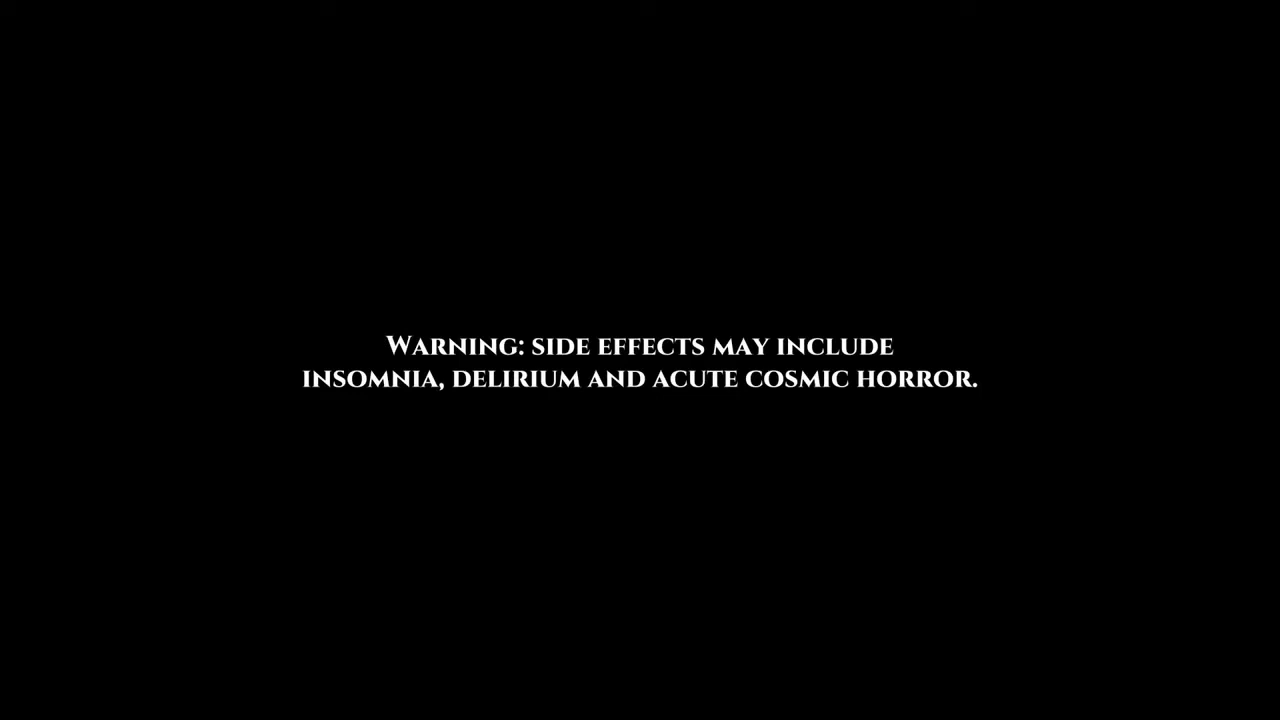 Warning: side effects may include
insomnia, delirium and acute cosmic horror.